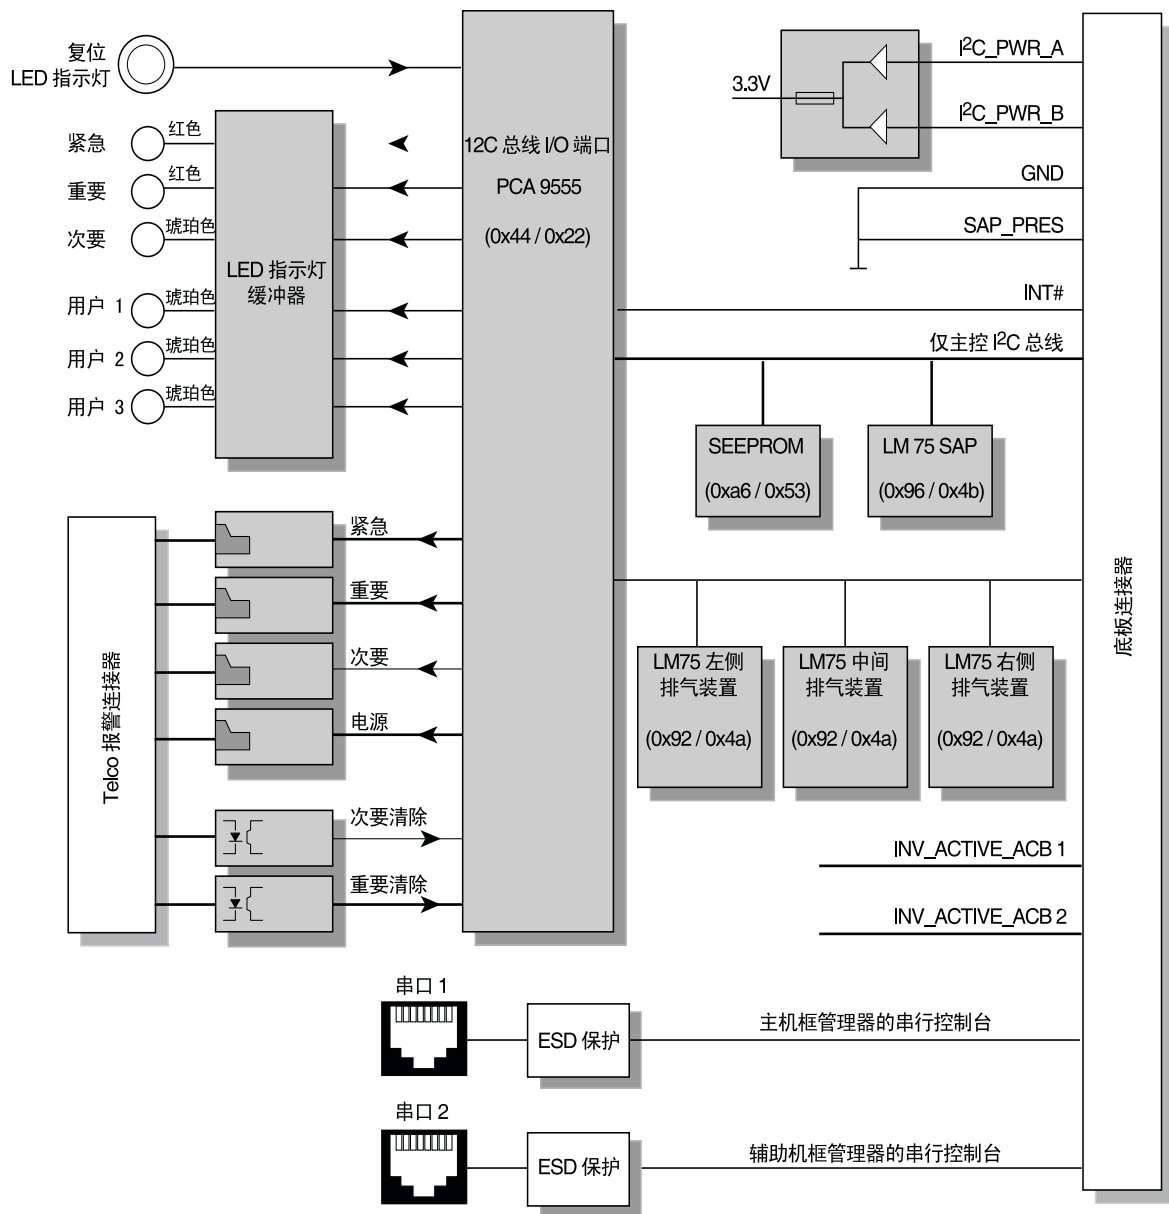 复位
LED 指示灯
紧急
红色
重要
红色
次要
琥珀色
用户 1
琥珀色
用户 2
琥珀色
用户 3
琥珀色
LED 指示灯
缓冲器
12C 总线 I/O 端口
PCA 9555
(0x44 / 0x22)
3.3V
I²C_PWR_A
I²C_PWR_B
GND
SAP_PRES
INT#
仅主控 I²C 总线
SEEPROM
(0xa6 / 0x53)
LM 75 SAP
(0x96 / 0x4b)
底板连接器
Telco 报警连接器
紧急
重要
次要
电源
次要清除
重要清除
LM75 左侧
排气装置
(0x92 / 0x4a)
LM75 中间
排气装置
(0x92 / 0x4a)
LM75 右侧
排气装置
(0x92 / 0x4a)
INV_ACTIVE_ACB 1
INV_ACTIVE_ACB 2
串口 1
ESD 保护
主机框管理器的串行控制台
串口 2
ESD 保护
辅助机框管理器的串行控制台